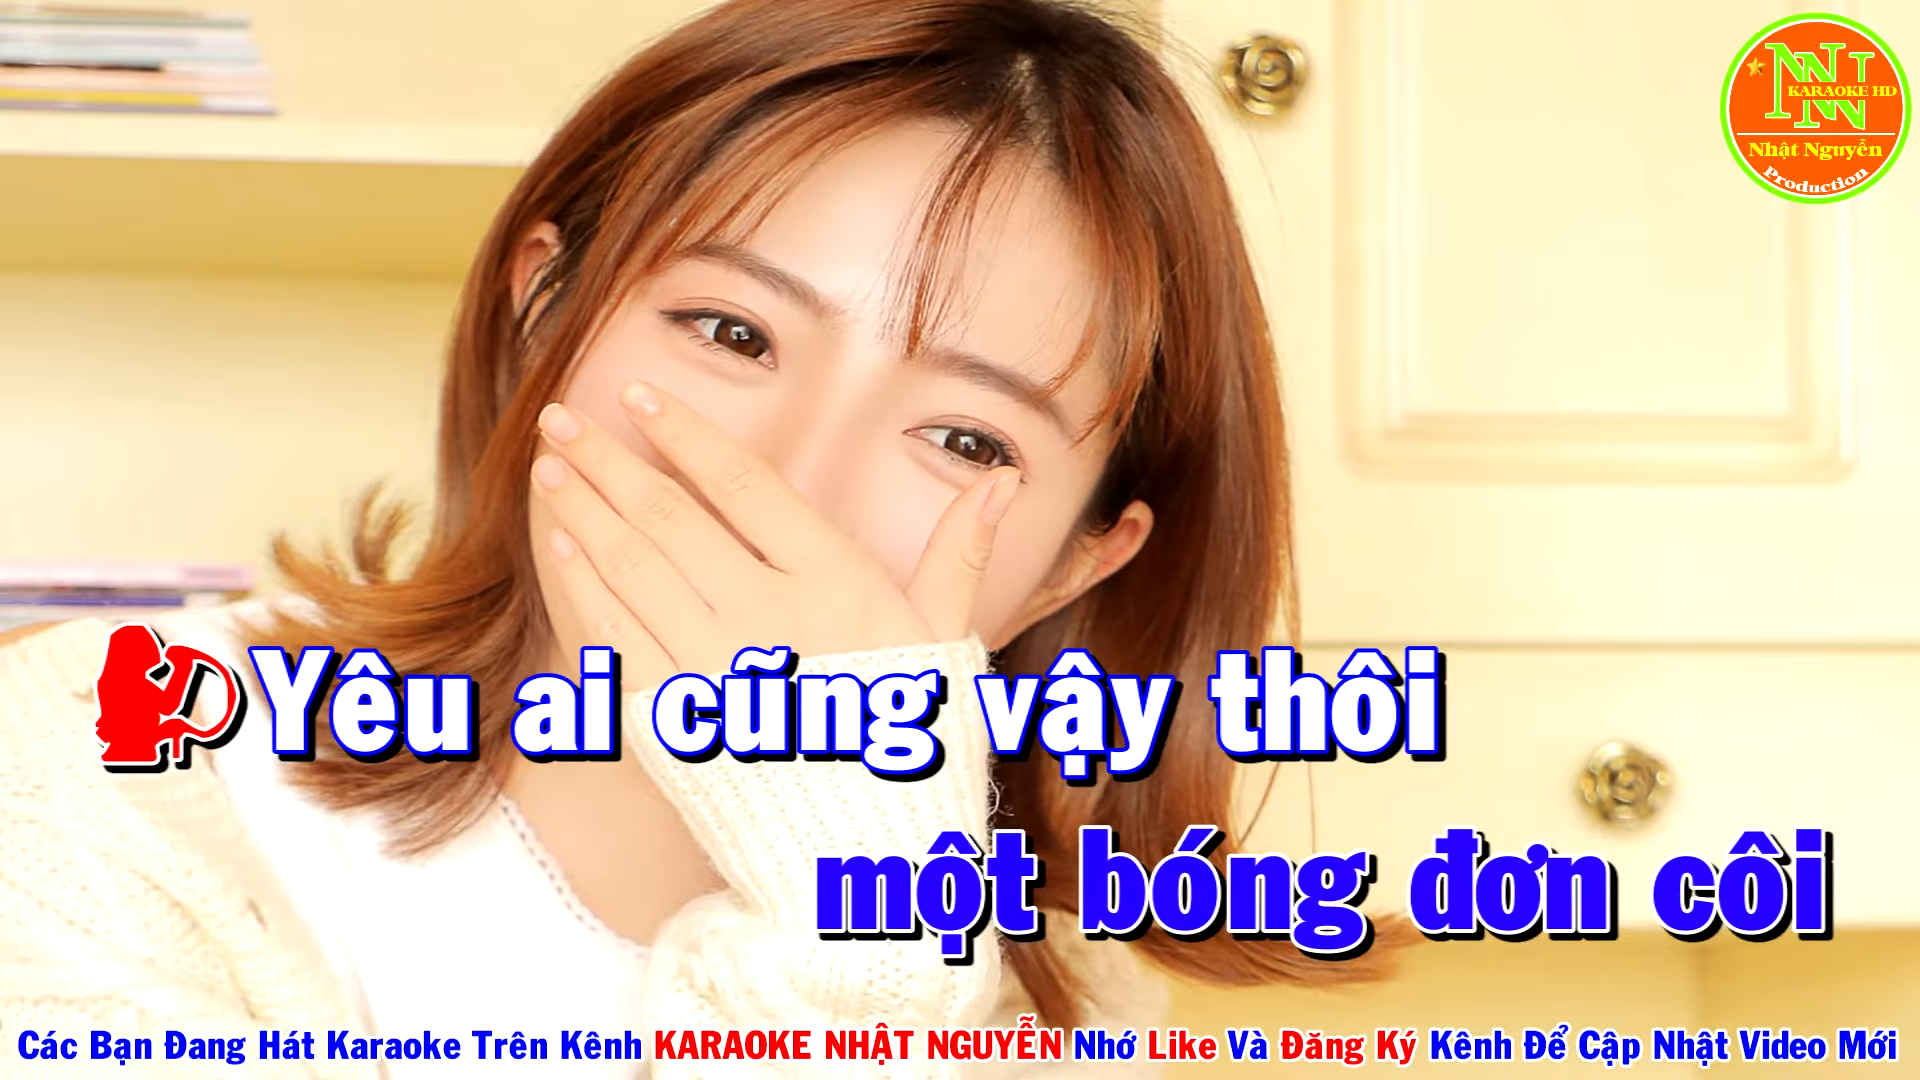 NN
KARAOKE HD
NN
Nhật Nguyễn
Production
Yêu ai cũng vậy thôi
một bóng đơn côi
Các Bạn Đang Hát Karaoke Trên Kênh KARAOKE NHẬT NGUYỄN Nhớ Like Và Đăng Ký Kênh Để Cập Nhật Video Mới